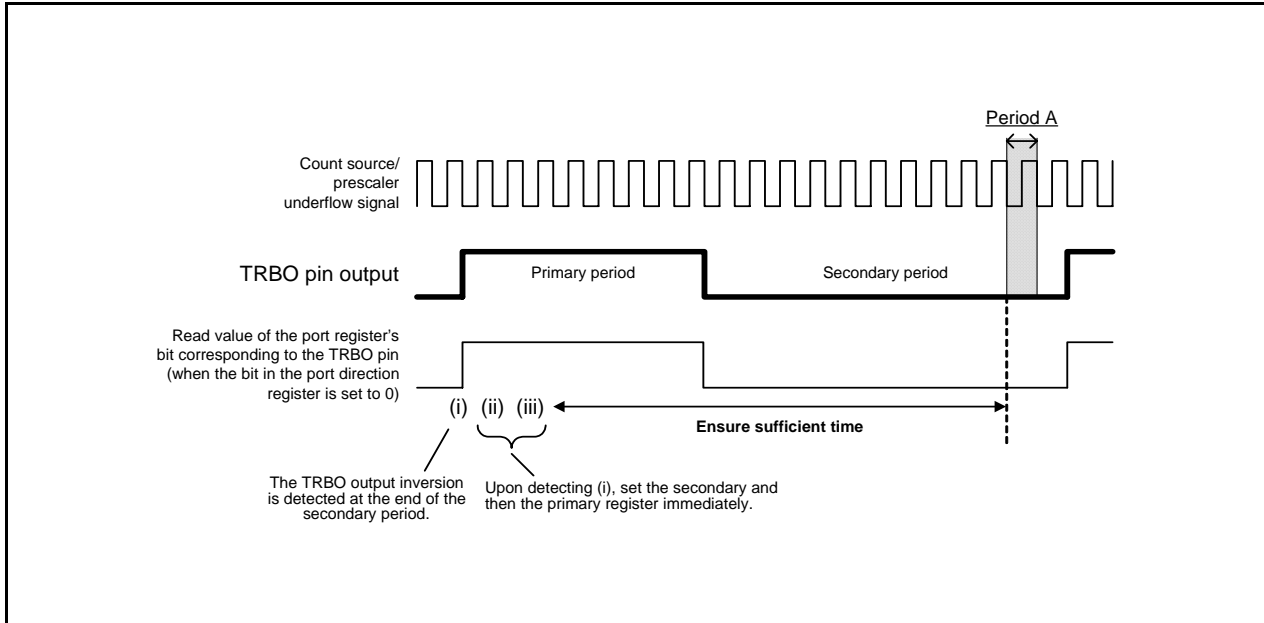 Period A
Count source/
prescaler
underflow signal
TRBO pin output
Primary period
Secondary period
Read value of the port register's
bit corresponding to the TRBO pin
(when the bit in the port direction
register is set to 0)
(i) (ii) (iii)
Ensure sufficient time
The TRBO output inversion
is detected at the end of the
secondary period.
Upon detecting (i), set the secondary and
then the primary register immediately.